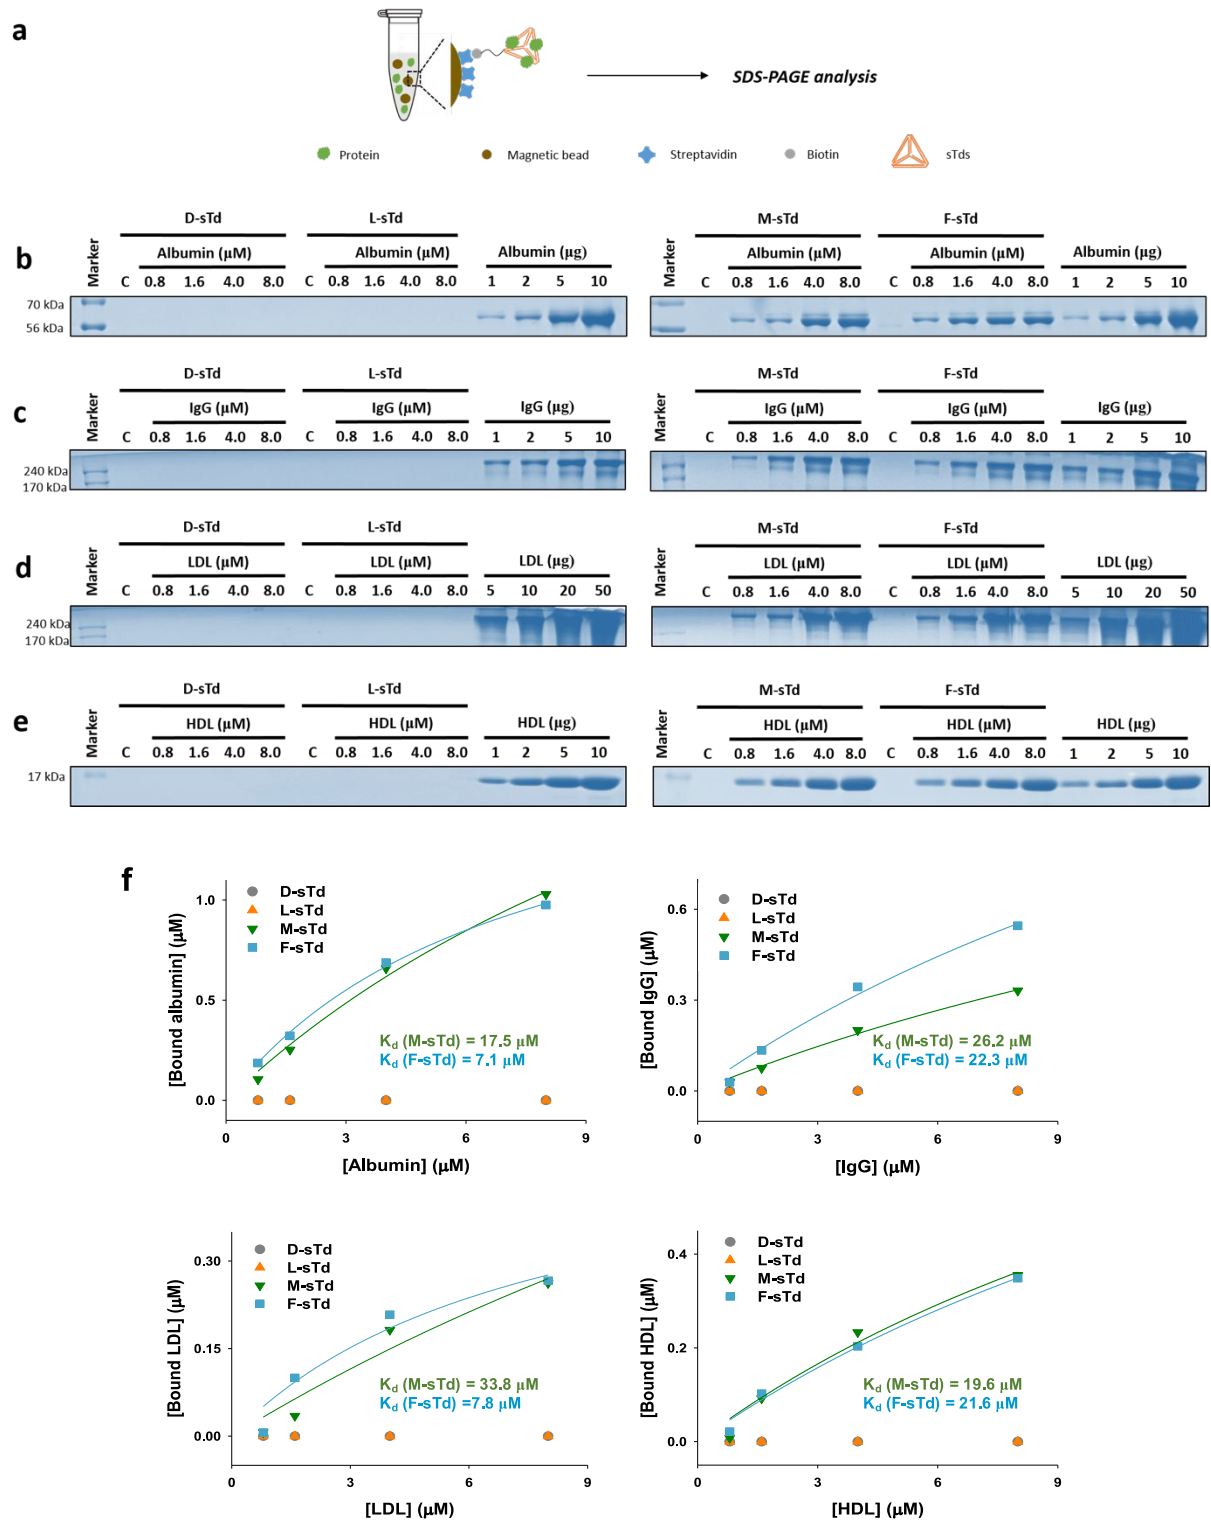 a
SDS-PAGE analysis
Protein Magnetic bead Streptavidin Biotin sTds
b
Marker
D-sTd L-sTd M-sTd F-sTd
Albumin (μM) Albumin (μM) Albumin (μg) Marker Albumin (μM) Albumin (μM) Albumin (μg)
C 0.8 1.6 4.0 8.0 C 0.8 1.6 4.0 8.0 1 2 5 10 C 0.8 1.6 4.0 8.0 C 0.8 1.6 4.0 8.0 1 2 5 10
70 kDa
56 kDa
c
Marker
D-sTd L-sTd M-sTd F-sTd
IgG (μM) IgG (μM) IgG (μg) Marker IgG (μM) IgG (μM) IgG (μg)
C 0.8 1.6 4.0 8.0 C 0.8 1.6 4.0 8.0 1 2 5 10 C 0.8 1.6 4.0 8.0 C 0.8 1.6 4.0 8.0 1 2 5 10
240 kDa
170 kDa
d
Marker
D-sTd L-sTd M-sTd F-sTd
LDL (μM) LDL (μM) LDL (μg) Marker LDL (μM) LDL (μM) LDL (μg)
C 0.8 1.6 4.0 8.0 C 0.8 1.6 4.0 8.0 5 10 20 50 C 0.8 1.6 4.0 8.0 C 0.8 1.6 4.0 8.0 5 10 20 50
240 kDa
170 kDa
e
Marker
D-sTd L-sTd M-sTd F-sTd
HDL (μM) HDL (μM) HDL (μg) Marker HDL (μM) HDL (μM) HDL (μg)
C 0.8 1.6 4.0 8.0 C 0.8 1.6 4.0 8.0 1 2 5 10 C 0.8 1.6 4.0 8.0 C 0.8 1.6 4.0 8.0 1 2 5 10
17 kDa
f
[Bound albumin] (μM)
1.0
0.5
0.0
D-sTd
L-sTd
M-sTd
F-sTd
Kd (M-sTd) = 17.5 μM
Kd (F-sTd) = 7.1 μM
0 3 6 9
[Albumin] (μM)
[Bound IgG] (μM)
0.6
0.3
0.0
D-sTd
L-sTd
M-sTd
F-sTd
Kd (M-sTd) = 26.2 μM
Kd (F-sTd) = 22.3 μM
0 3 6 9
[IgG] (μM)
[Bound LDL] (μM)
0.30
0.15
0.00
D-sTd
L-sTd
M-sTd
F-sTd
Kd (M-sTd) = 33.8 μM
Kd (F-sTd) =7.8 μM
0 3 6 9
[LDL] (μM)
[Bound HDL] (μM)
0.4
0.2
0.0
D-sTd
L-sTd
M-sTd
F-sTd
Kd (M-sTd) = 19.6 μM
Kd (F-sTd) = 21.6 μM
0 3 6 9
[HDL] (μM)